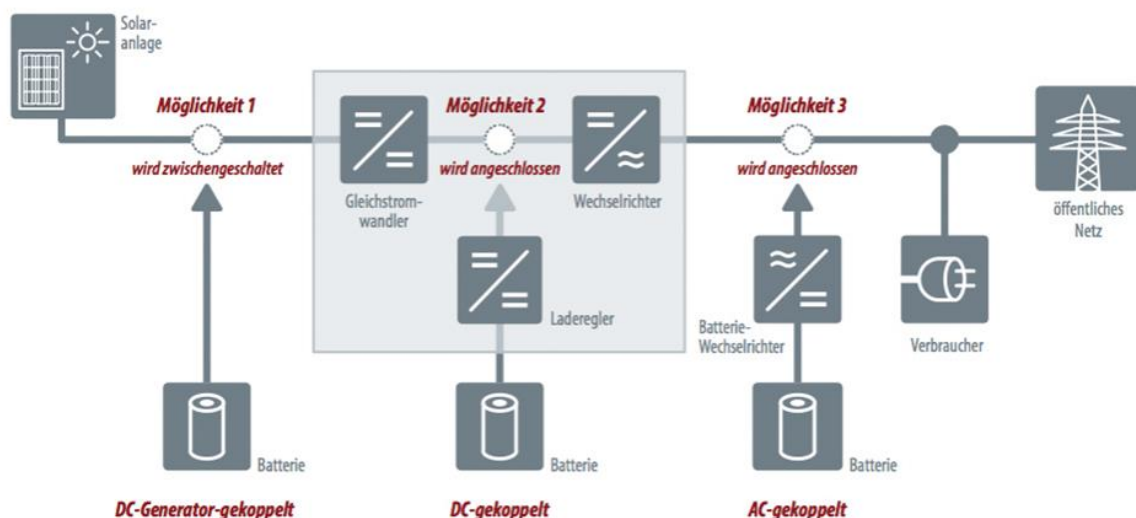 Solar-
anlage
Möglichkeit 1
Möglichkeit 2
Möglichkeit 3
wird zwischengeschaltet
wird angeschlossen
wird angeschlossen
Gleichstrom-
wandler
Wechselrichter
öffentliches
Netz
Laderegler
Batterie-
Wechselrichter
Verbraucher
Batterie
Batterie
Batterie
DC-Generator-gekoppelt
DC-gekoppelt
AC-gekoppelt